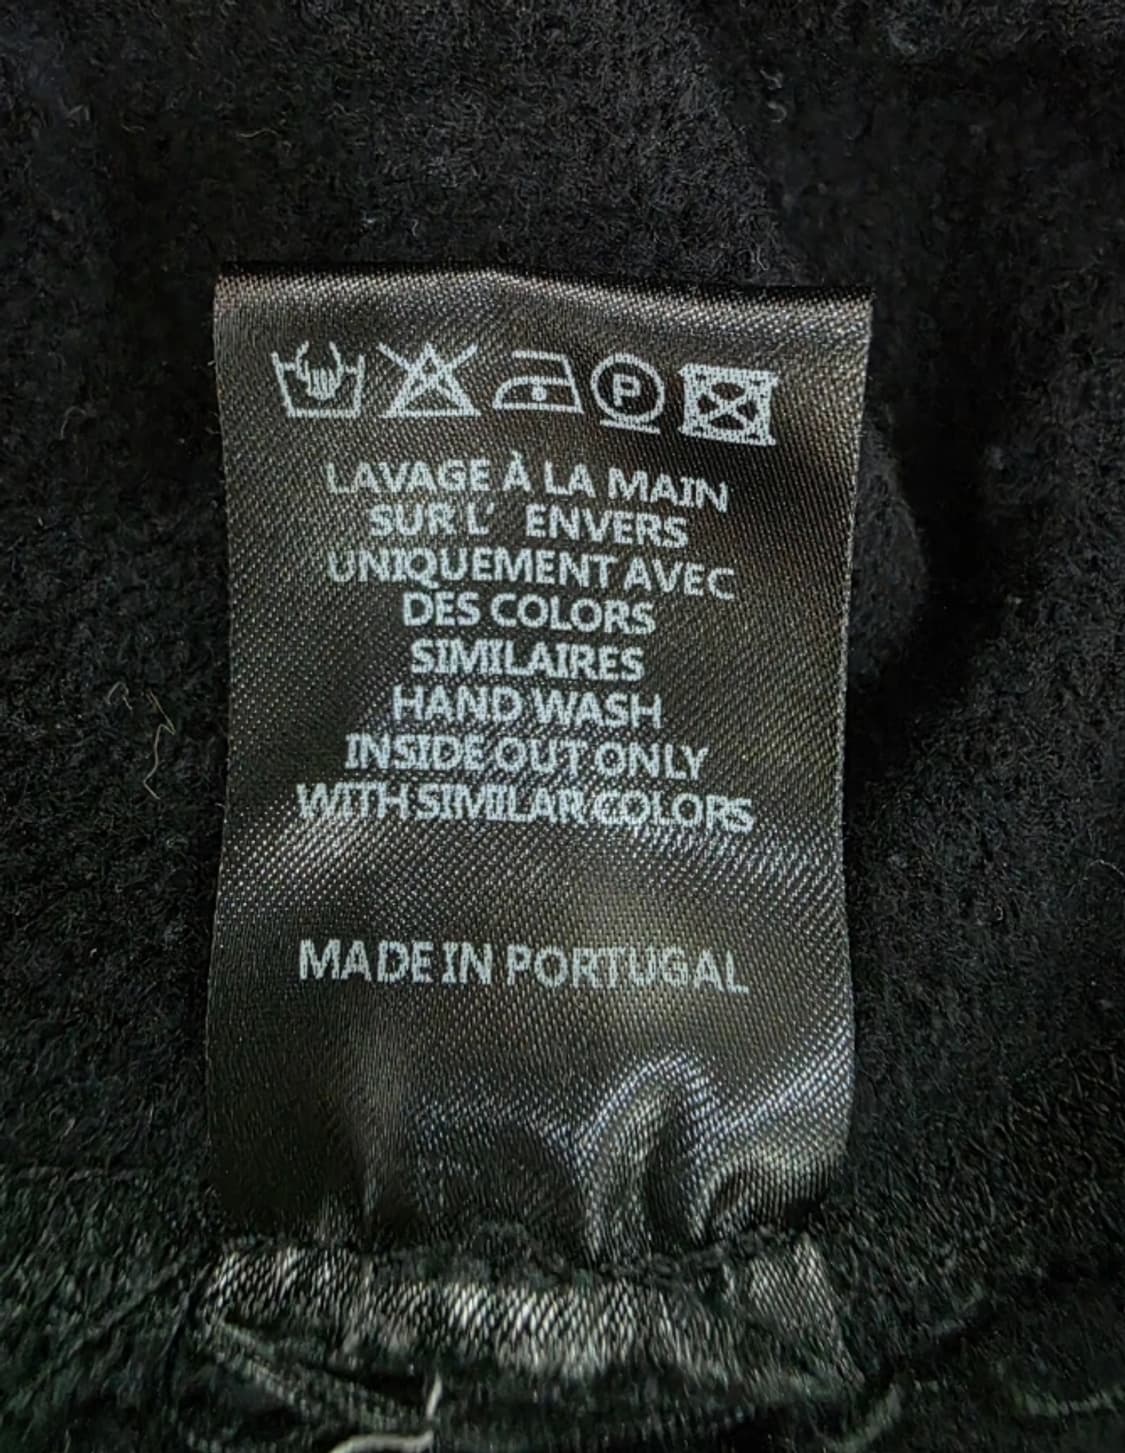 P
LAVAGE À LA MAIN
SUR L' ENVERS
UNIQUEMENT AVEC
DES COLORS
SIMILAIRES
HAND WASH
INSIDE OUT ONLY
WITH SIMILAR COLORS
MADE IN PORTUGAL